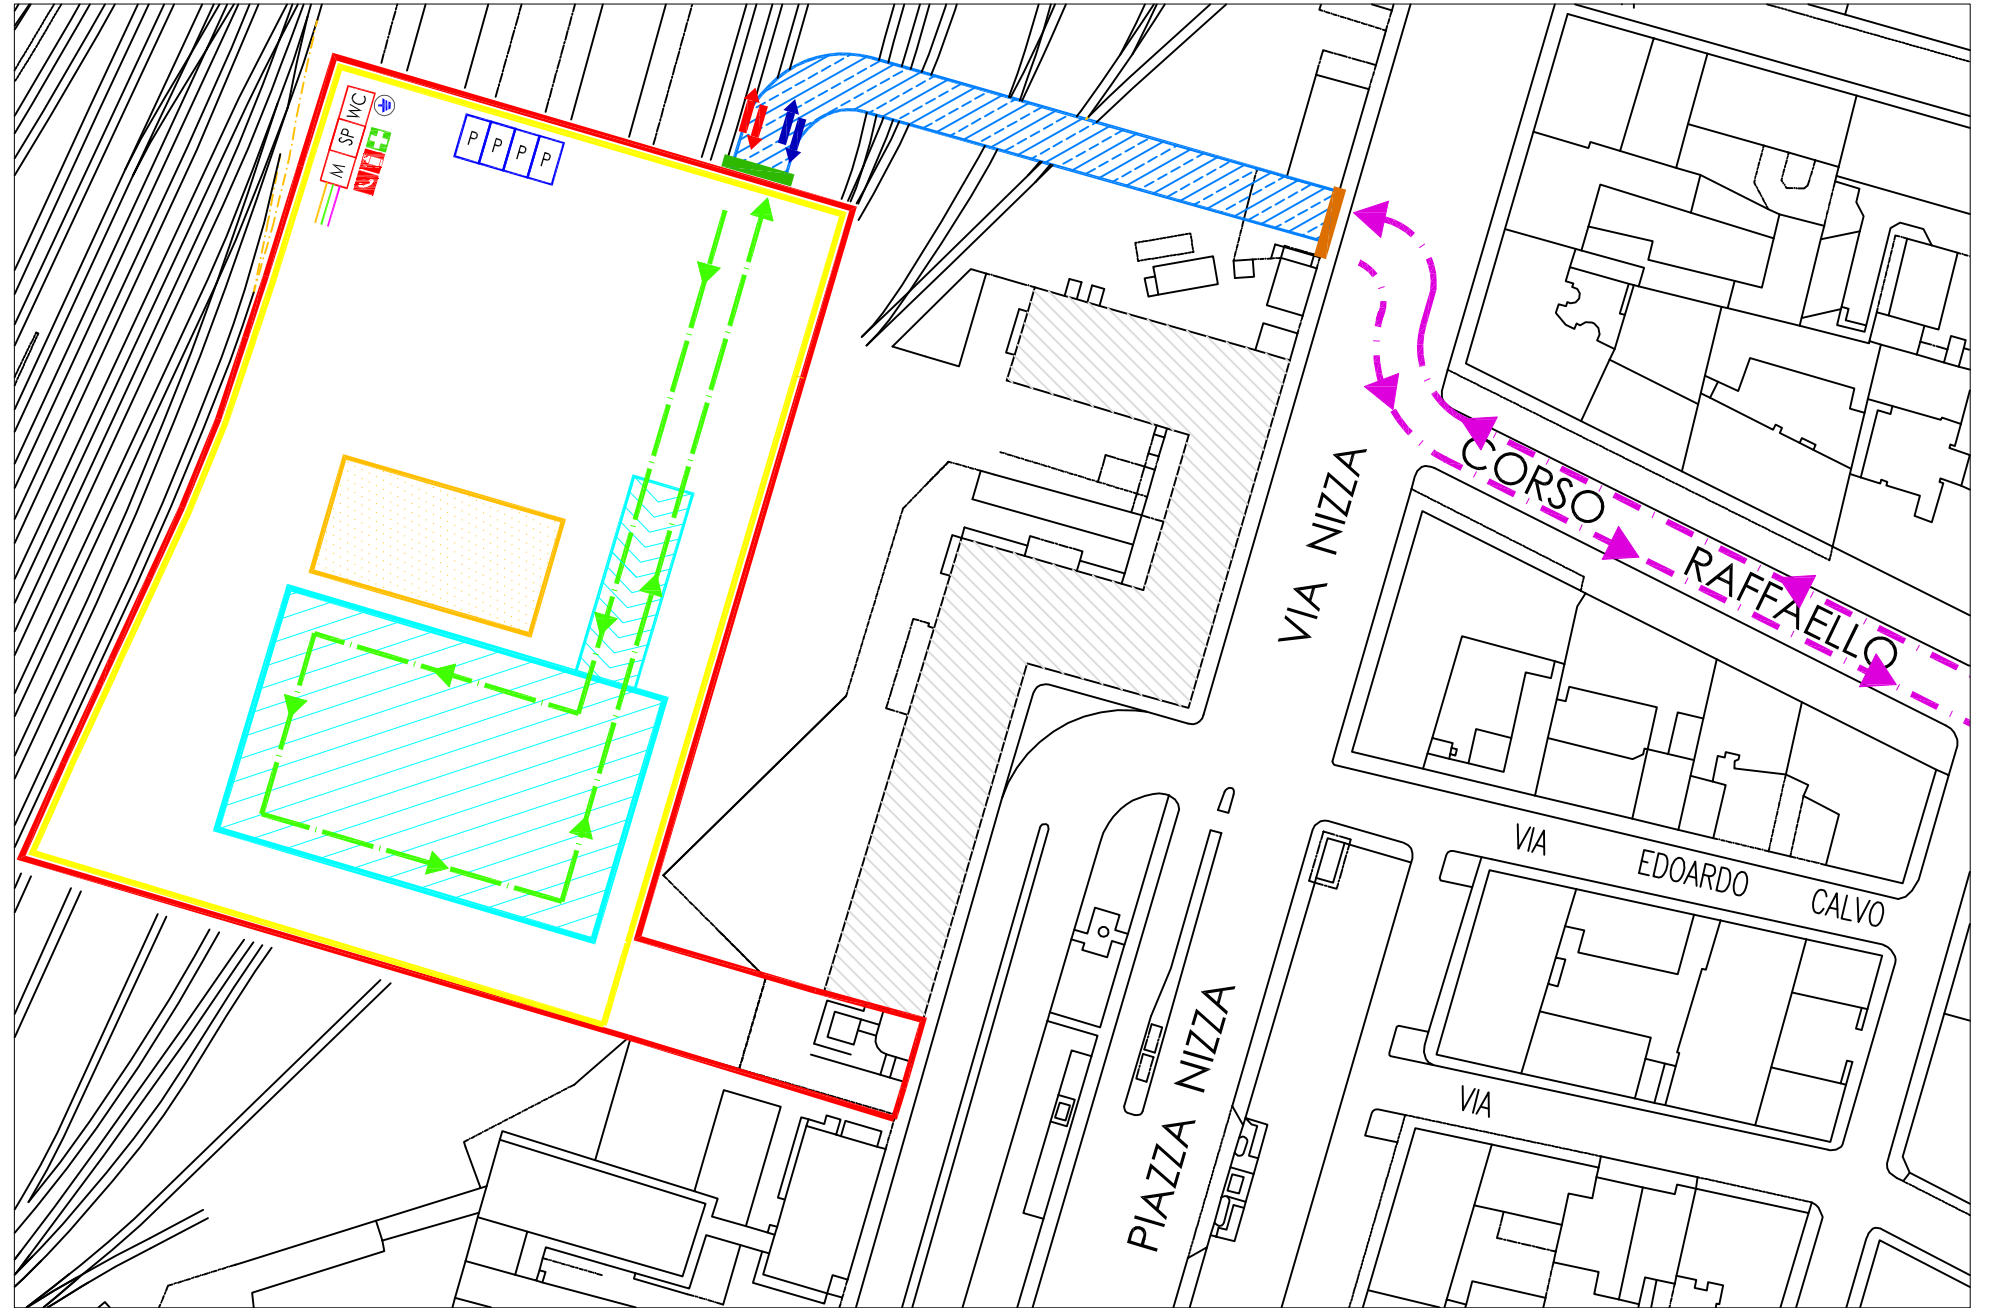 WC
SP
M
P P P P
VIA NIZZA
CORSO RAFFAELLO
VIA EDOARDO CALVO
PIAZZA NIZZA
VIA